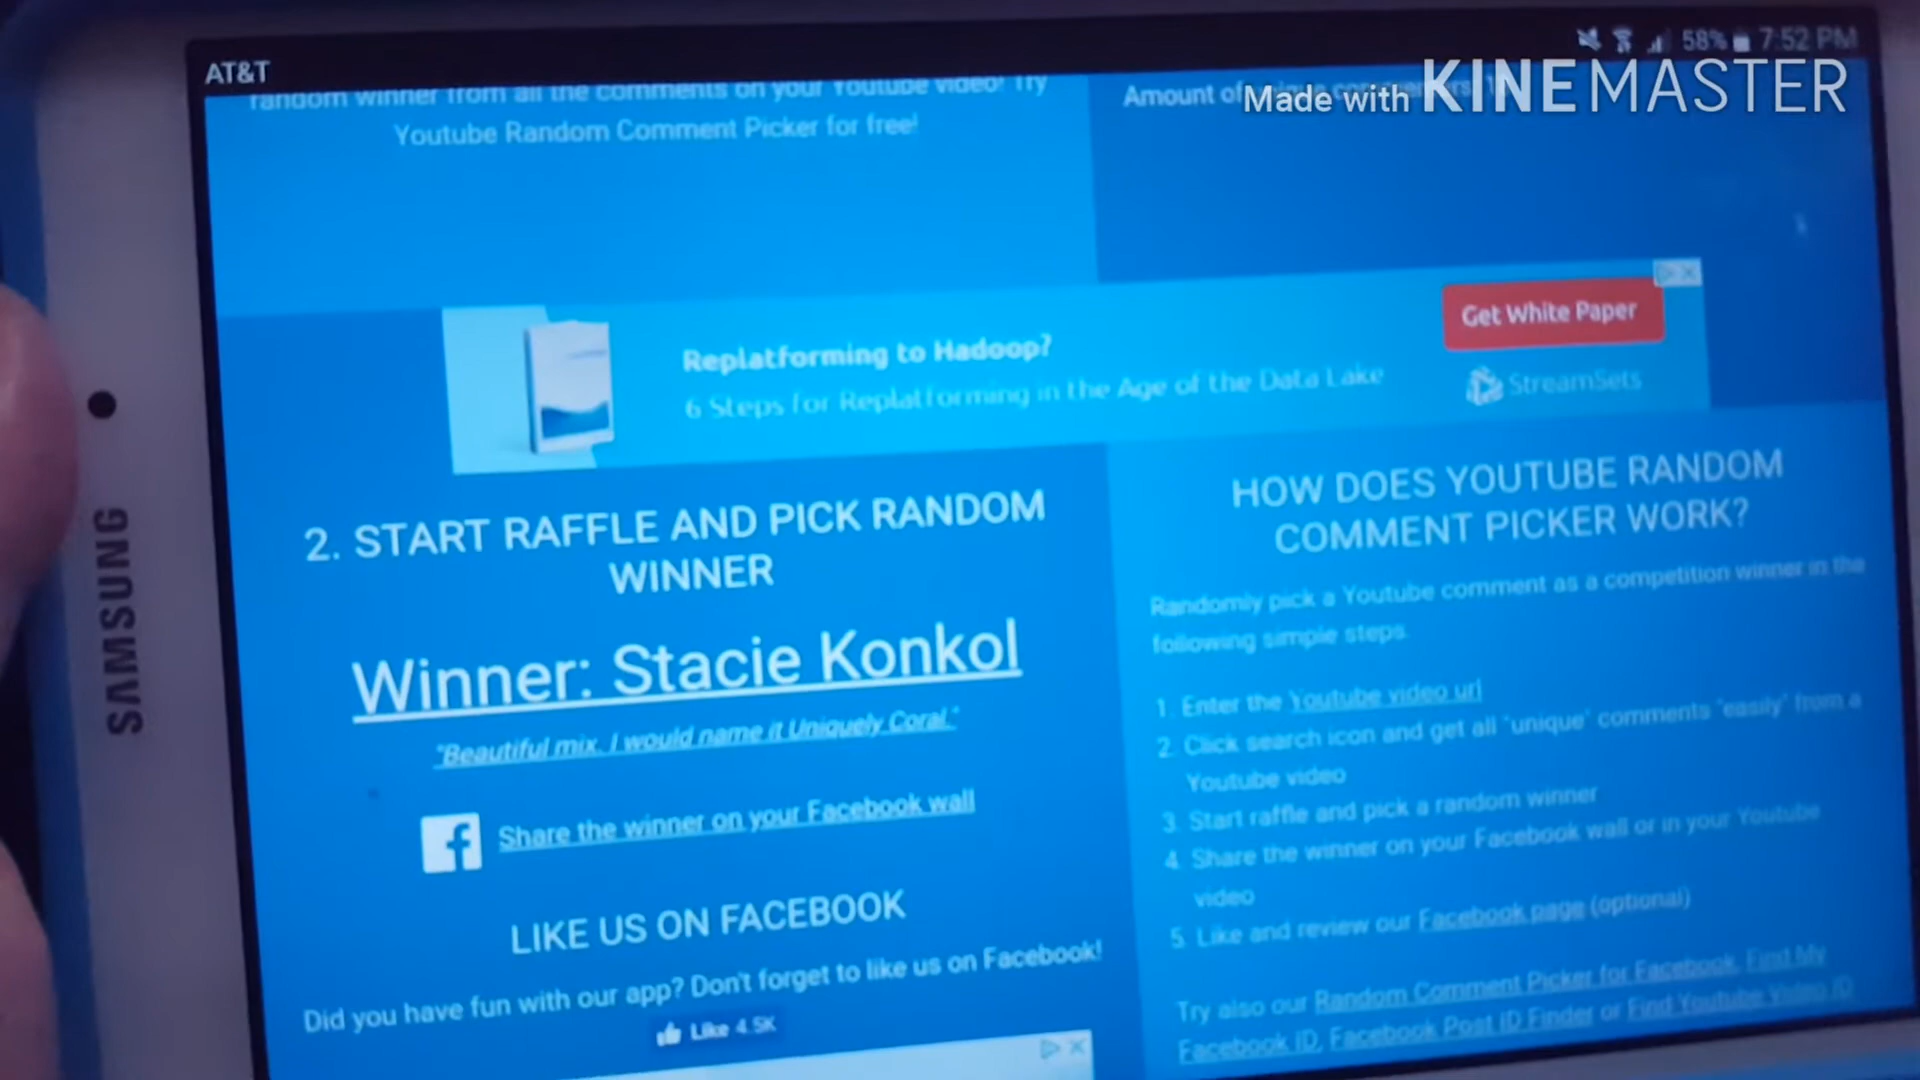 AT&T
58% 7:52 PM
Made with KINEMASTER
random winner from all the comments on your Youtube video! Try
Youtube Random Comment Picker for free!
Amount of
Replatforming to Hadoop?
6 Steps for Replatforming in the Age of the Data Lake
Get White Paper
StreamSets
2. START RAFFLE AND PICK RANDOM
WINNER
Winner: Stacie Konkol
"Beautiful mix. I would name it Uniquely Coral."
Share the winner on your Facebook wall
LIKE US ON FACEBOOK
Did you have fun with our app? Don't forget to like us on Facebook!
Like 4.5K
HOW DOES YOUTUBE RANDOM
COMMENT PICKER WORK?
Randomly pick a Youtube comment as a competition winner in the
following simple steps.
1. Enter the Youtube video url
2. Click search icon and get all "unique" comments "easily" from a
Youtube video
3. Start raffle and pick a random winner
4. Share the winner on your Facebook wall or in your Youtube
video
5. Like and review our Facebook page (optional)
Try also our Random Comment Picker for Facebook, Find My
Facebook ID, Facebook Post ID Finder or Find Youtube Video ID
SAMSUNG